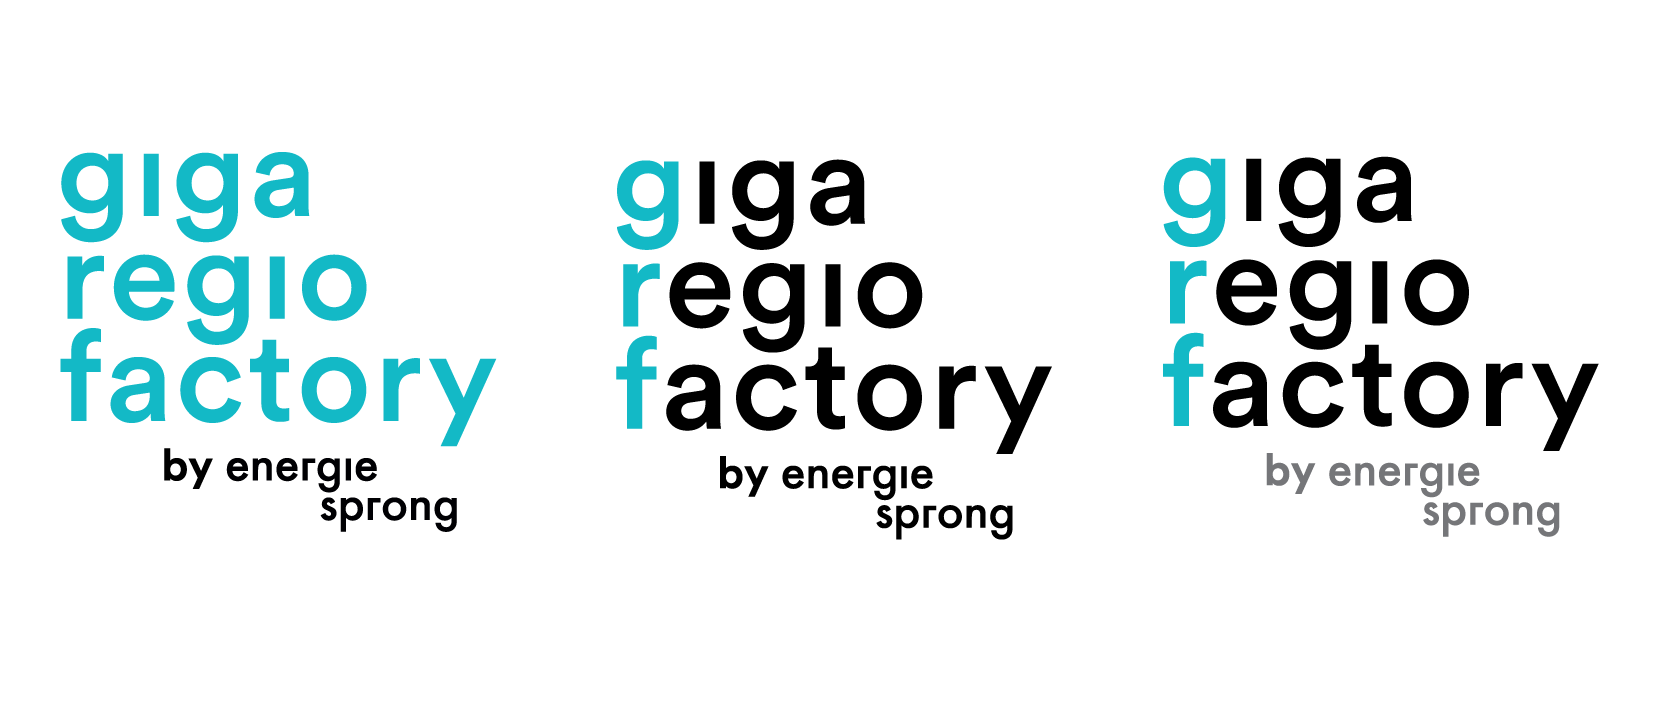 giga
regio
factory
by energie
sprong
giga
regio
factory
by energie
sprong
giga
regio
factory
by energie
sprong